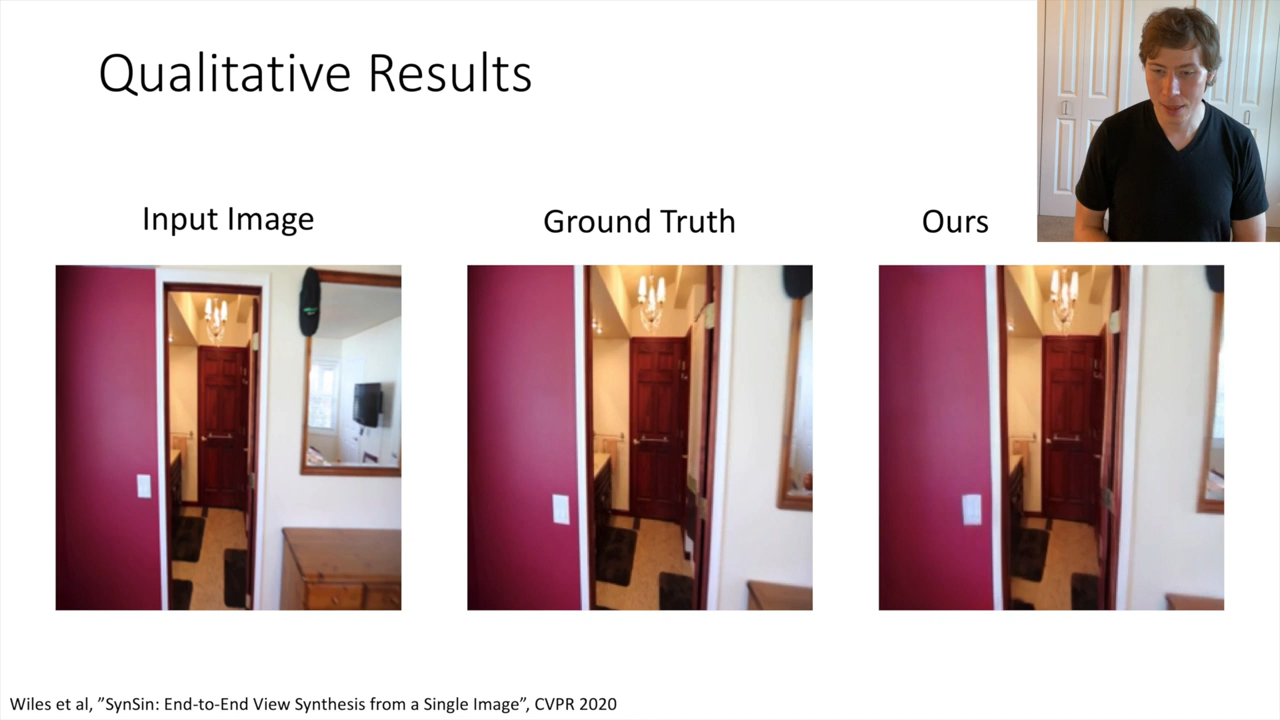 Qualitative Results
Input Image
Ground Truth
Ours
Wiles et al, ”SynSin: End-to-End View Synthesis from a Single Image”, CVPR 2020